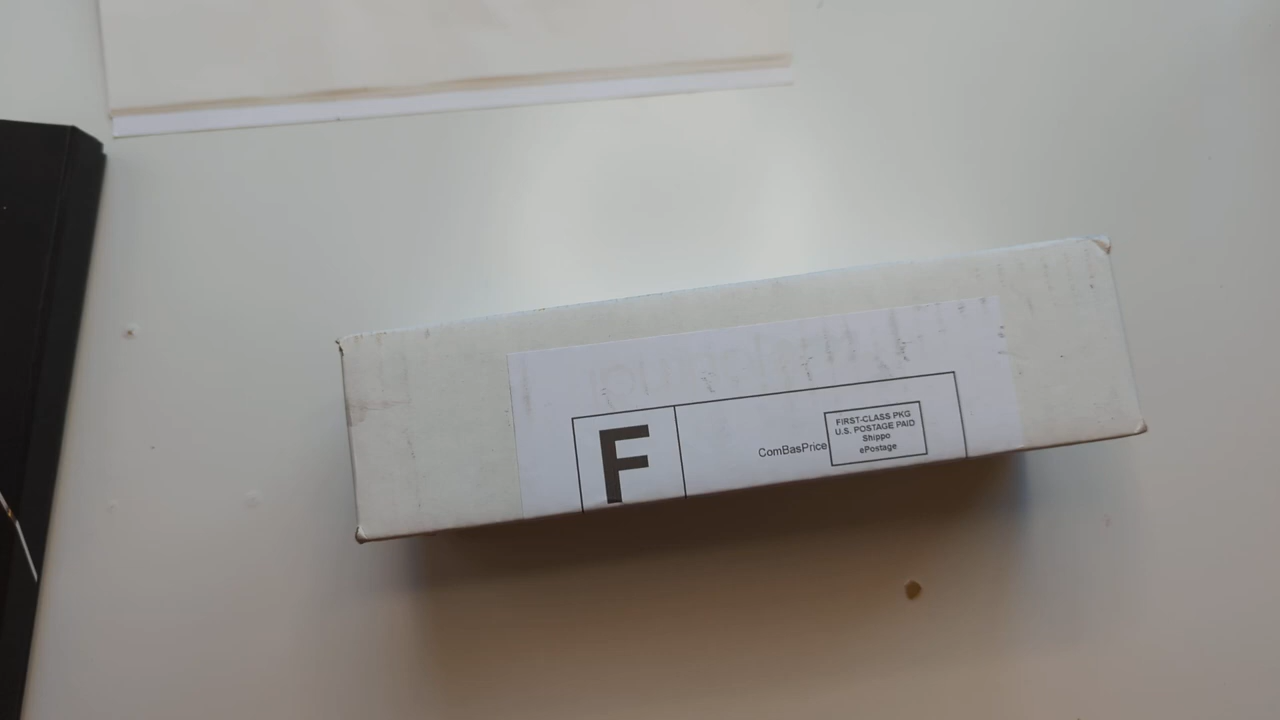 F
ComBasPrice
FIRST-CLASS PKG
U.S. POSTAGE PAID
Shippo
ePostage